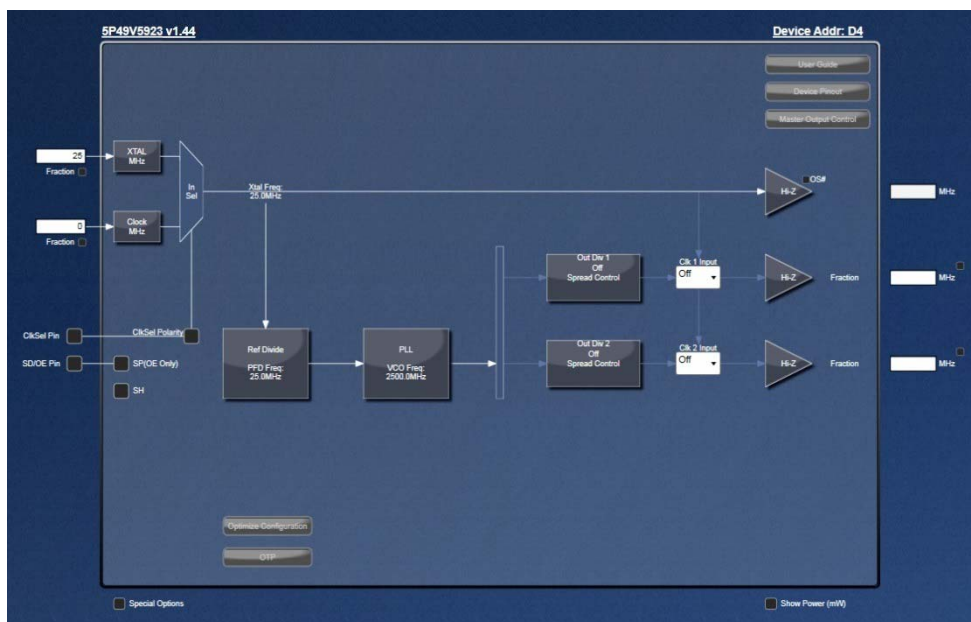 5P49V5923 v1.44
Device Addr: D4
User Guide
Device Pinout
Master Output Control
25
XTAL
MHz
Fraction
In
Sel
Xtal Freq:
25.0MHz
OS#
Hi-Z
MHz
0
Clock
MHz
Fraction
Out Div 1
Off
Spread Control
Clk 1 Input
Off
Hi-Z
Fraction
MHz
ClkSel Pin
ClkSel Polarity
SD/OE Pin
SP(OE Only)
SH
Ref Divide
PFD Freq:
25.0MHz
PLL
VCO Freq:
2500.0MHz
Out Div 2
Off
Spread Control
Clk 2 Input
Off
Hi-Z
Fraction
MHz
Optimize Configuration
OTP
Special Options
Show Power (mW)